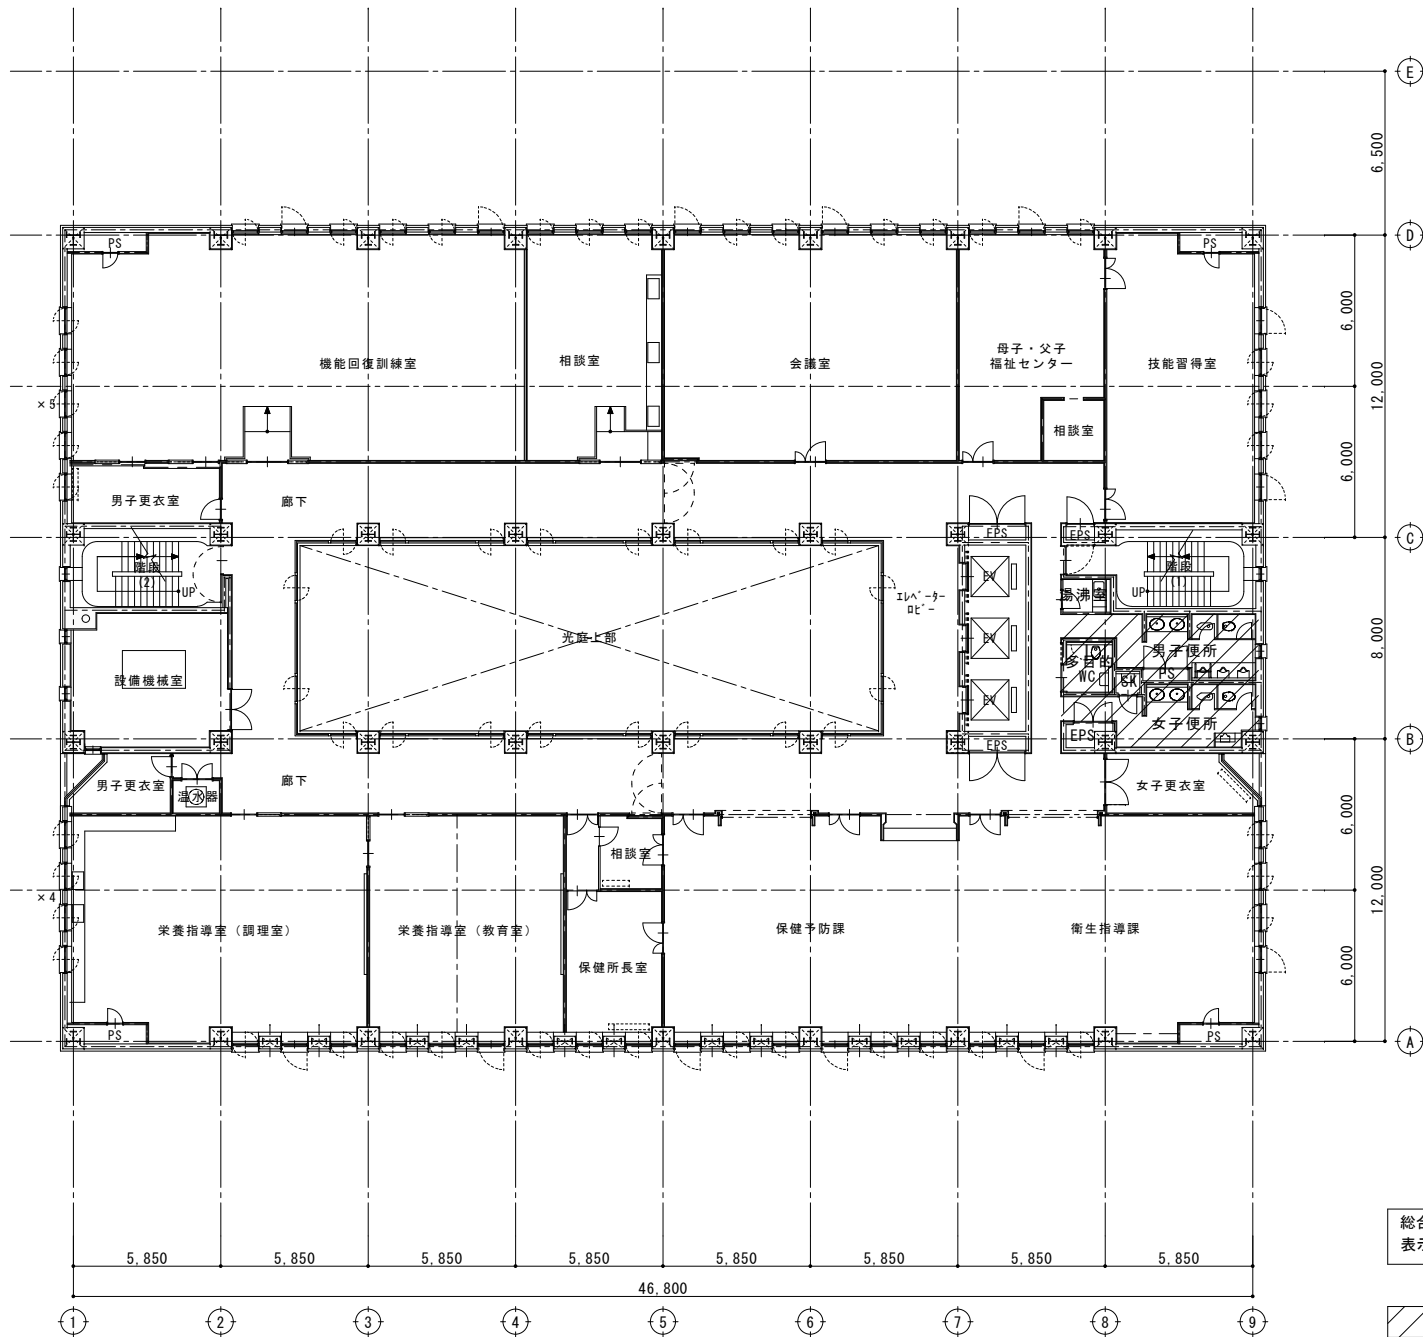 E
6,500
D
PS
PS
6,000
機能回復訓練室
相談室
会議室
母子・父子
福祉センター
技能習得室
12,000
×5
相談室
6,000
男子更衣室
廊下
EPS
EPS
C
階段
(2)
UP
EV
エレベーター
ロビー
湯沸室
UP
階段
(1)
光庭上部
EV
男子便所
8,000
多目的
WC
PS
SK
設備機械室
EV
女子便所
EPS
EPS
B
男子更衣室
温水器
廊下
女子更衣室
6,000
相談室
×4
12,000
栄養指導室(調理室)
栄養指導室(教育室)
保健予防課
衛生指導課
保健所長室
6,000
PS
PS
A
総合
5,850
5,850
5,850
5,850
5,850
5,850
5,850
5,850
46,800
1
2
3
4
5
6
7
8
9